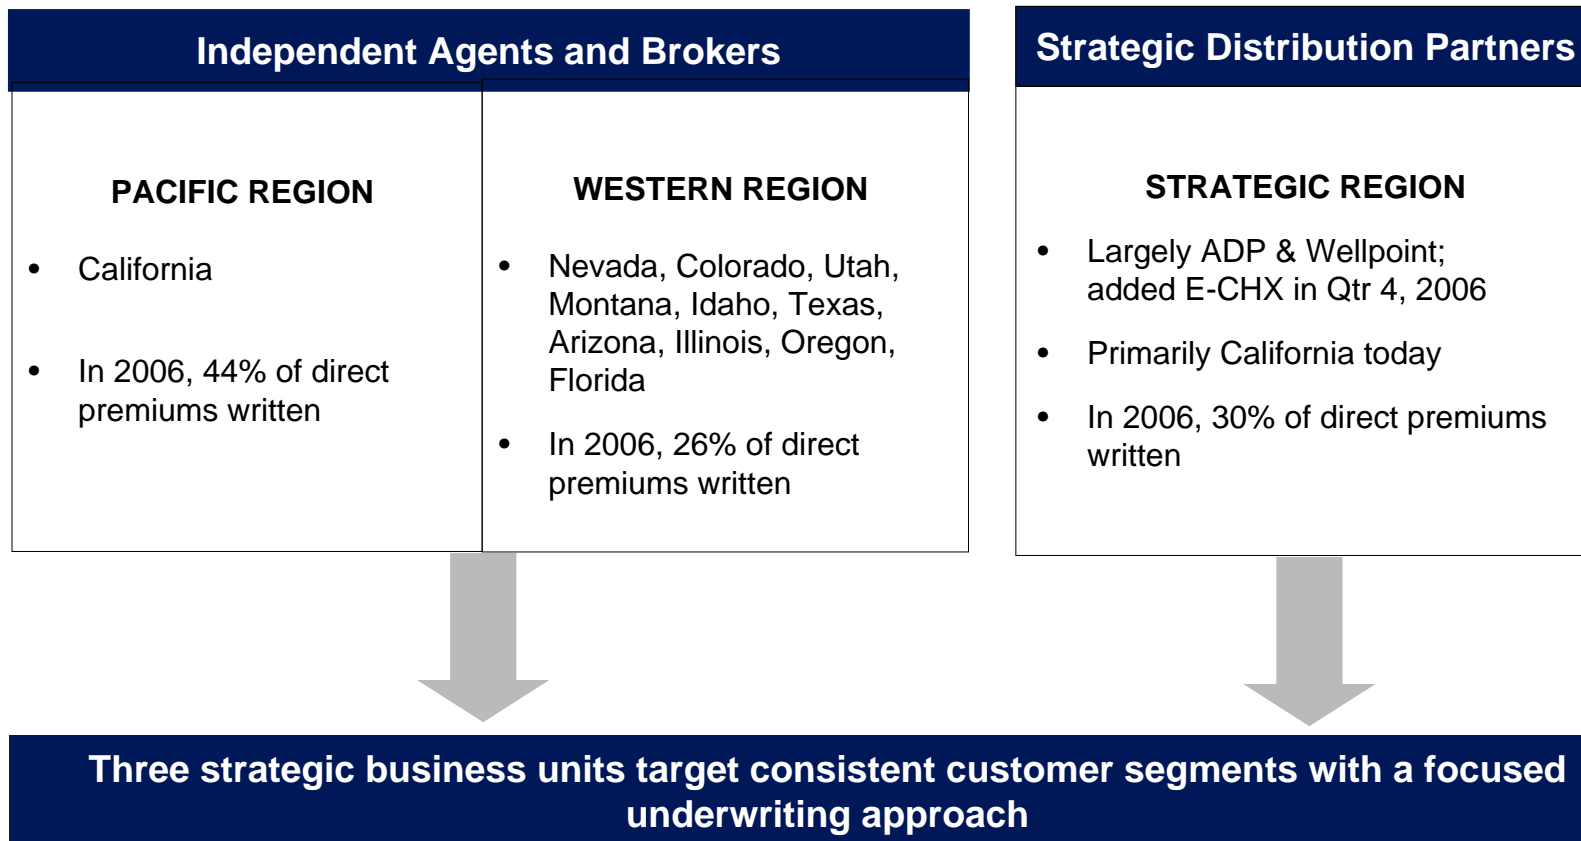 Independent Agents and Brokers
PACIFIC REGION
• California
• In 2006, 44% of direct
premiums written
WESTERN REGION
• Nevada, Colorado, Utah,
Montana, Idaho, Texas,
Arizona, Illinois, Oregon,
Florida
• In 2006, 26% of direct
premiums written
Strategic Distribution Partners
STRATEGIC REGION
• Largely ADP & Wellpoint;
added E-CHX in Qtr 4, 2006
• Primarily California today
• In 2006, 30% of direct premiums
written
Three strategic business units target consistent customer segments with a focused
underwriting approach